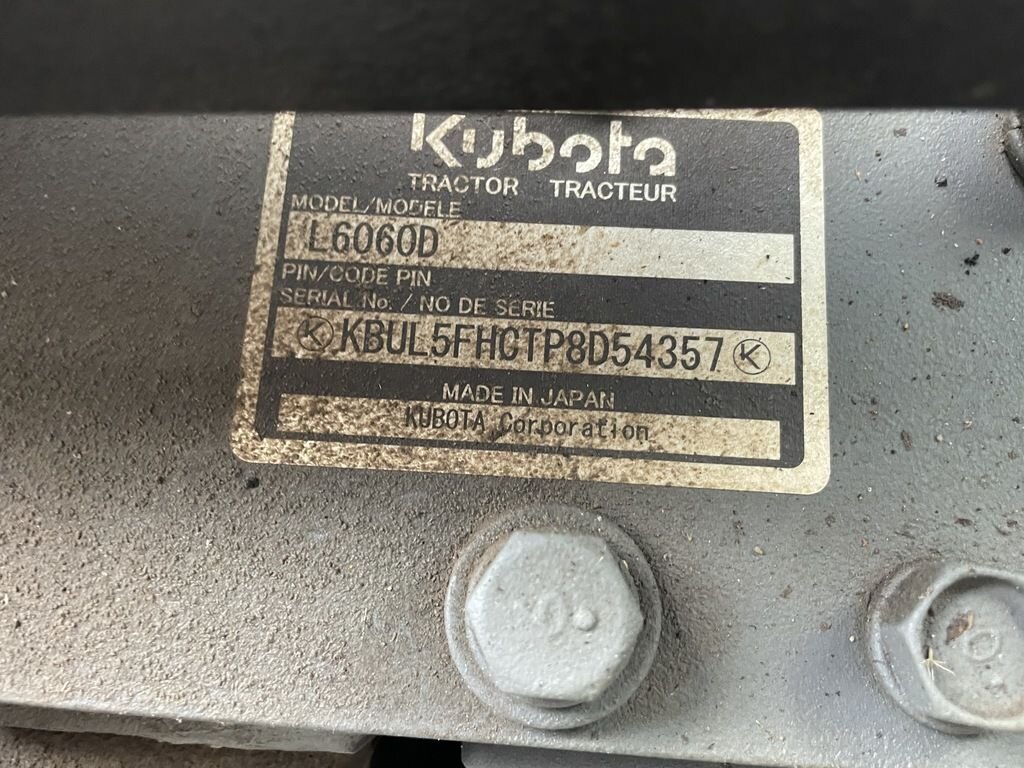 Kubota
TRACTOR TRACTEUR
MODEL/MODELE
L6060D
PIN/CODE PIN
SERIAL No. / NO DE SERIE
KBUL5FHCTP8D54357
MADE IN JAPAN
KUBOTA Corporation